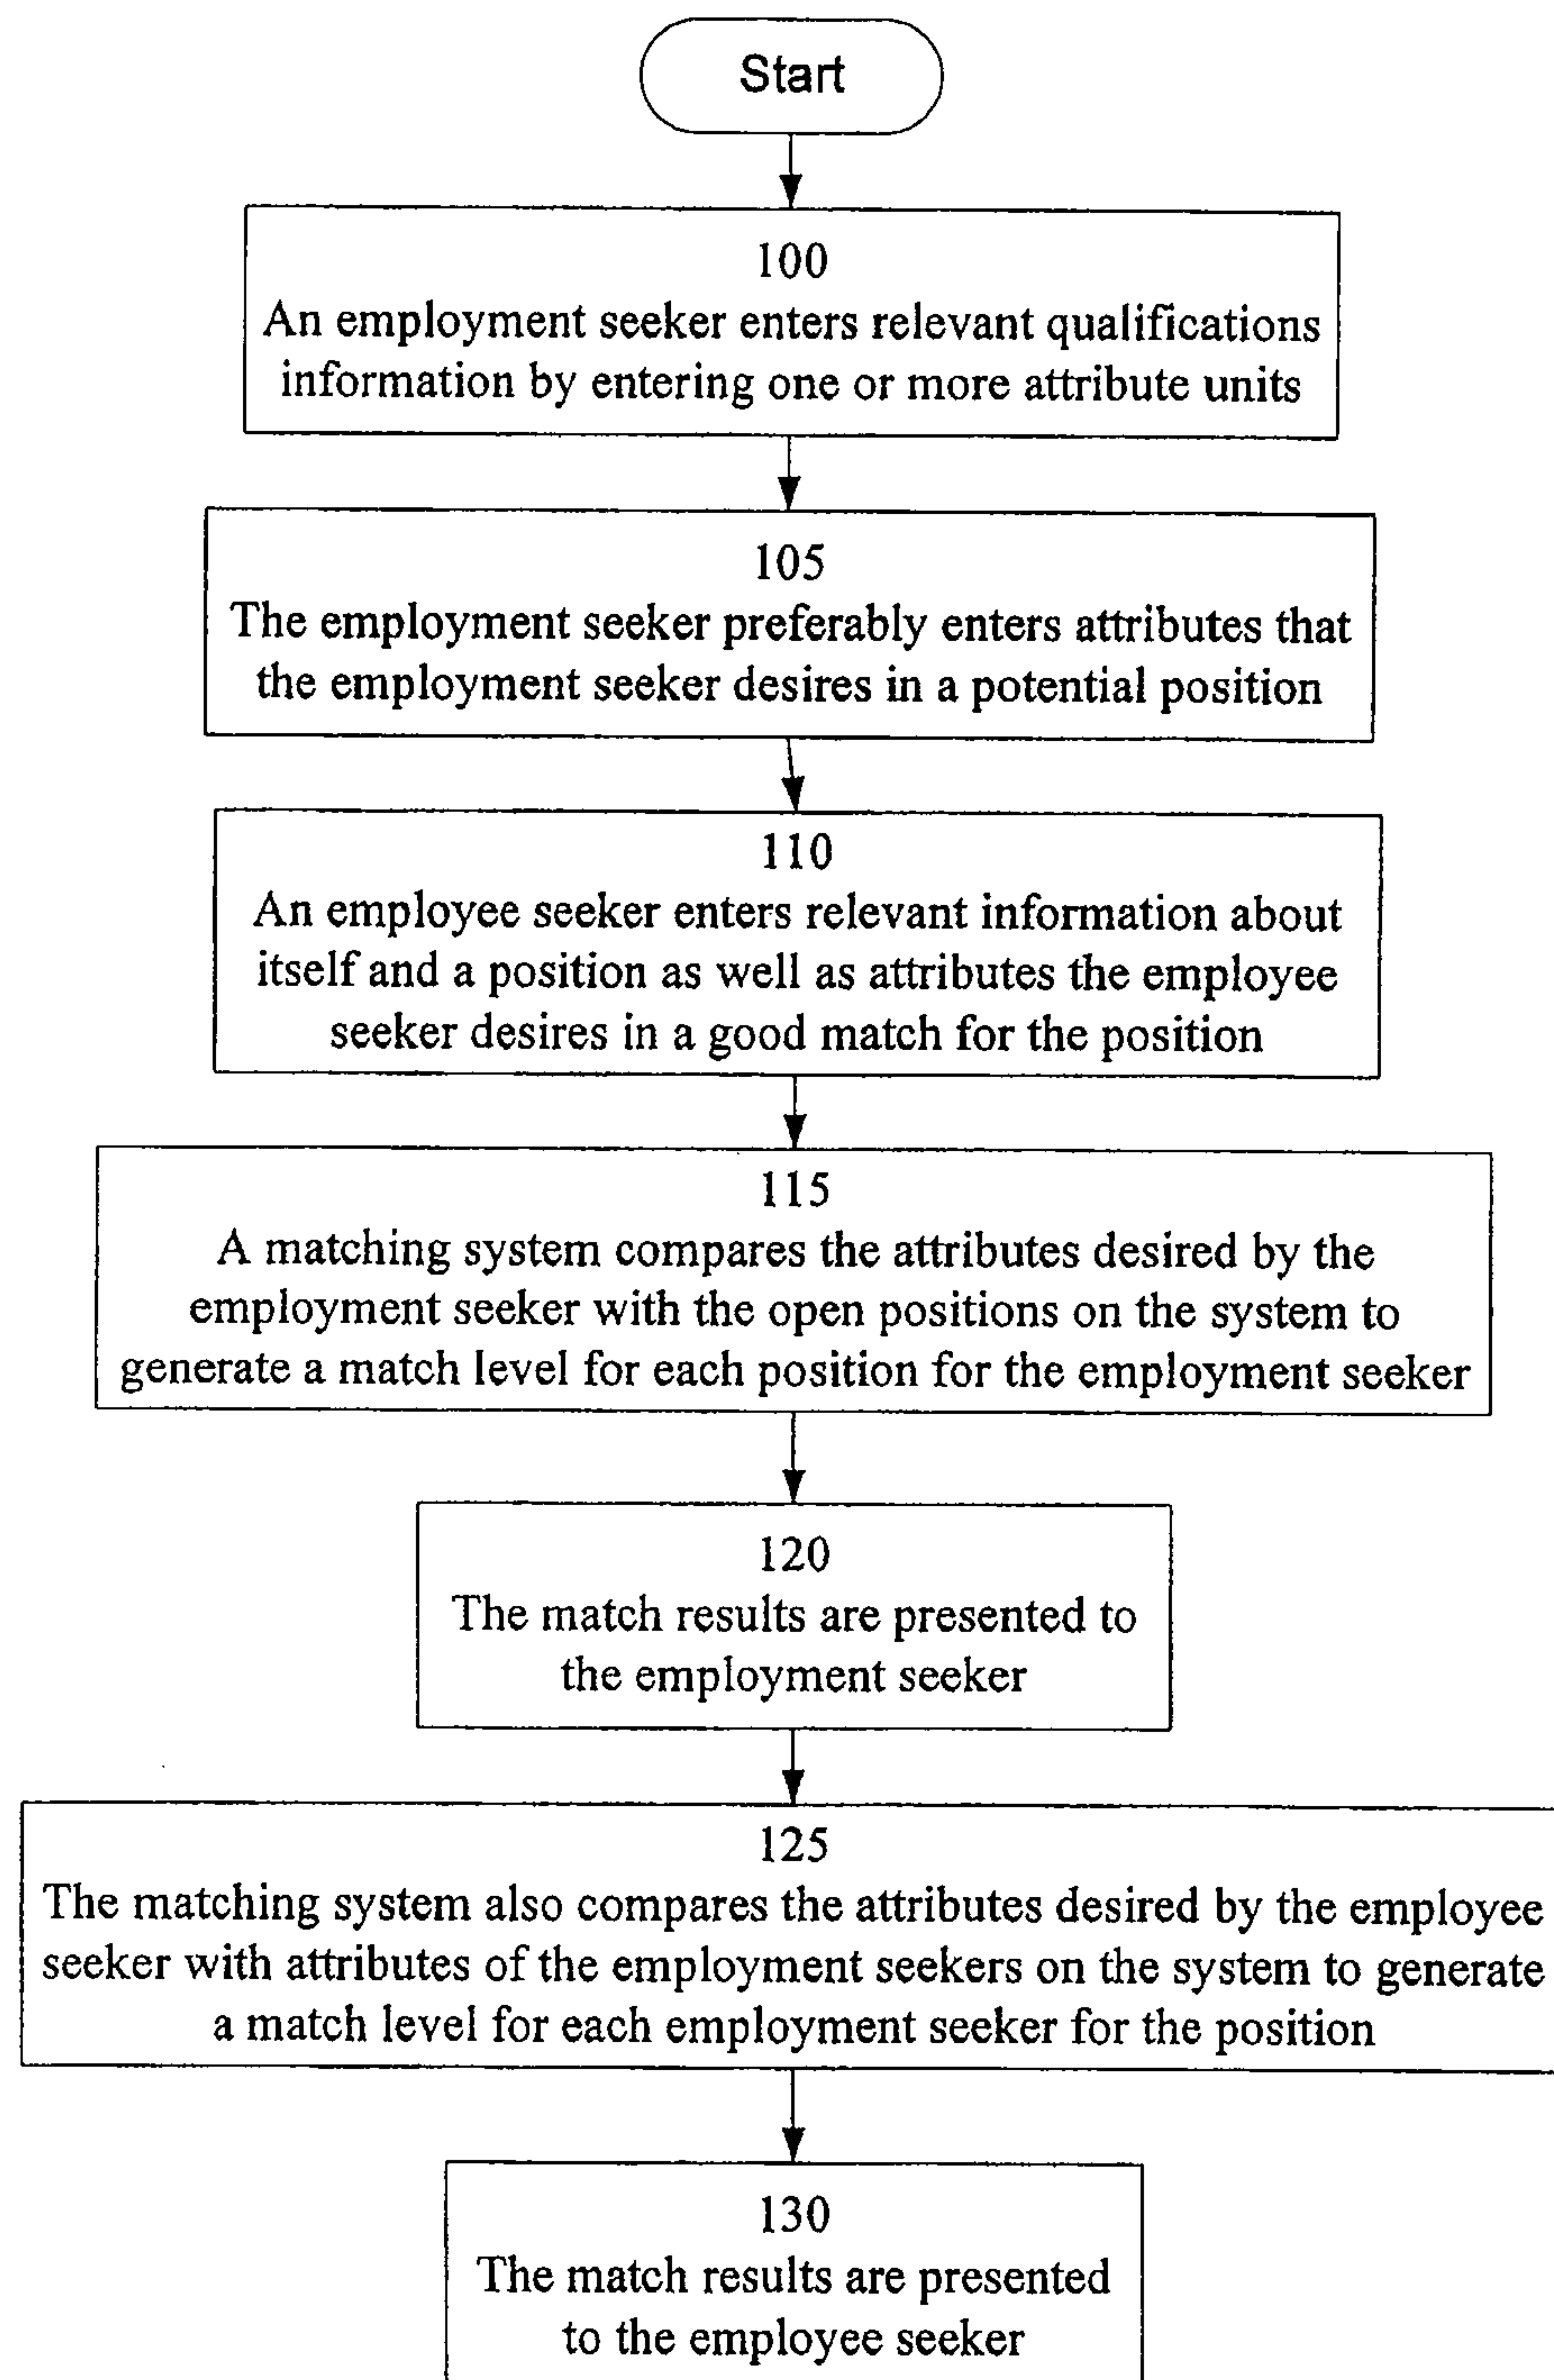 Start
100
An employment seeker enters relevant qualifications
information by entering one or more attribute units
105
The employment seeker preferably enters attributes that
the employment seeker desires in a potential position
110
An employee seeker enters relevant information about
itself and a position as well as attributes the employee
seeker desires in a good match for the position
115
A matching system compares the attributes desired by the
employment seeker with the open positions on the system to
generate a match level for each position for the employment seeker
120
The match results are presented to
the employment seeker
125
The matching system also compares the attributes desired by the employee
seeker with attributes of the employment seekers on the system to generate
a match level for each employment seeker for the position
130
The match results are presented
to the employee seeker